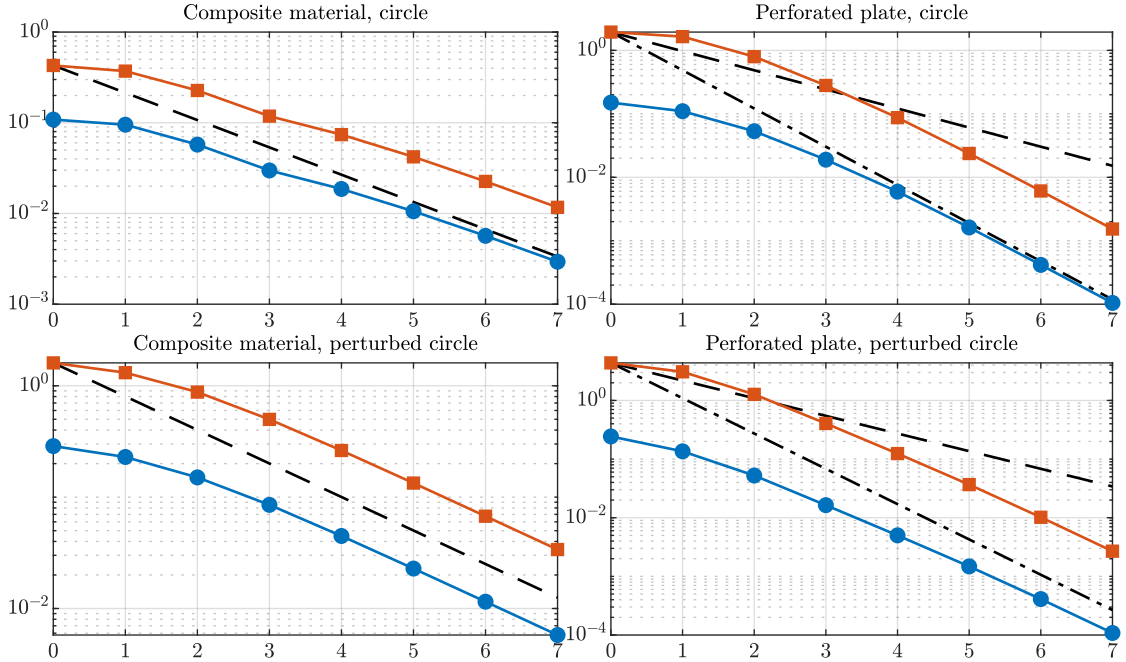 Composite material, circle
10^0
10^-1
10^-2
10^-3
0 1 2 3 4 5 6 7
Perforated plate, circle
10^0
10^-2
10^-4
0 1 2 3 4 5 6 7
Composite material, perturbed circle
10^0
10^-2
0 1 2 3 4 5 6 7
Perforated plate, perturbed circle
10^0
10^-2
10^-4
0 1 2 3 4 5 6 7